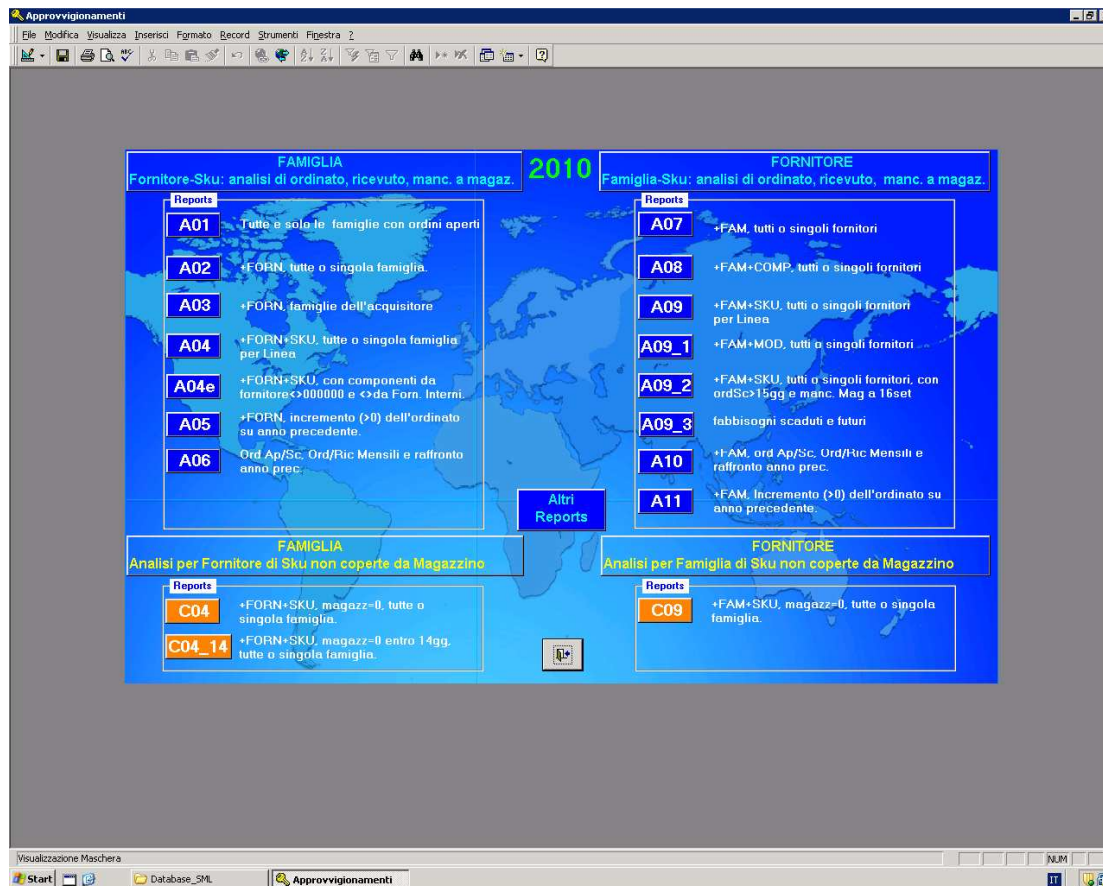 Approvvigionamenti
File Modifica Visualizza Inserisci Formato Record Strumenti Finestra ?
FAMIGLIA
Fornitore-Sku: analisi di ordinato, ricevuto, manc. a magaz.
2010
FORNITORE
Famiglia-Sku: analisi di ordinato, ricevuto, manc. a magaz.
Reports
A01 Tutte e solo le famiglie con ordini aperti
A02 +FORN, tutte o singola famiglia.
A03 +FORN, famiglie dell'acquisitore
A04 +FORN+SKU, tutte o singola famiglia
per Linea
A04e +FORN+SKU, con componenti da
fornitore<>000000 e <>da Forn. Interni.
A05 +FORN, incremento (>0) dell'ordinato
su anno precedente.
A06 Ord Ap/Sc, Ord/Ric Mensili e raffronto
anno prec.
Reports
A07 +FAM, tutti o singoli fornitori
A08 +FAM+COMP, tutti o singoli fornitori
A09 +FAM+SKU, tutti o singoli fornitori
per Linea
A09_1 +FAM+MOD, tutti o singoli fornitori
A09_2 +FAM+SKU, tutti o singoli fornitori, con
ordSc>15gg e manc. Mag a 16set
A09_3 fabbisogni scaduti e futuri
A10 +FAM, ord Ap/Sc, Ord/Ric Mensili e
raffronto anno prec.
A11 +FAM, Incremento (>0) dell'ordinato su
anno precedente.
Altri
Reports
FAMIGLIA
Analisi per Fornitore di Sku non coperte da Magazzino
Reports
C04 +FORN+SKU, magazz=0, tutte o
singola famiglia.
C04_14 +FORN+SKU, magazz=0 entro 14gg,
tutte o singola famiglia.
FORNITORE
Analisi per Famiglia di Sku non coperte da Magazzino
Reports
C09 +FAM+SKU, magazz=0, tutte o singola
famiglia.
Visualizzazione Maschera
NUM
Start Database_SML Approvvigionamenti IT